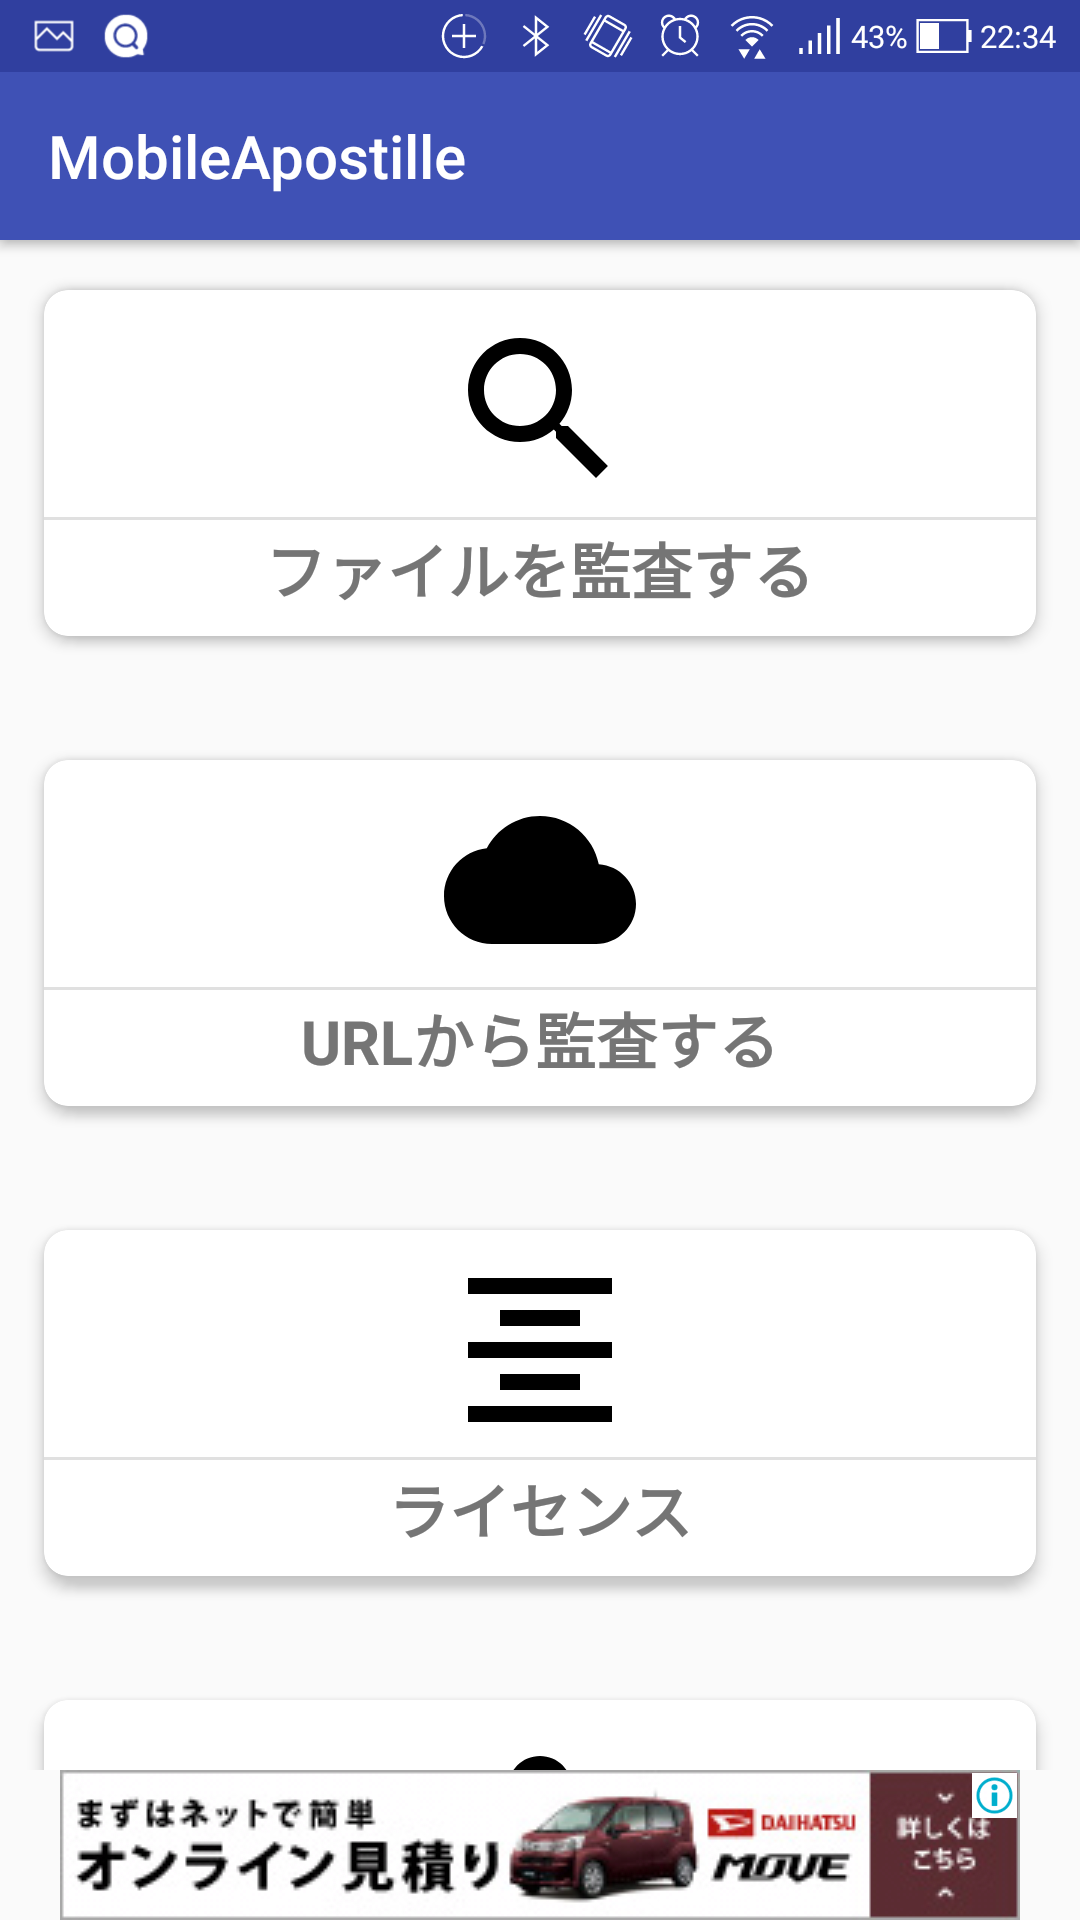 43% 22:34
MobileApostille
ファイルを監査する
URLから監査する
ライセンス
まずはネットで簡単
オンライン見積り
DAIHATSU
MOVE
詳しくは
こちら